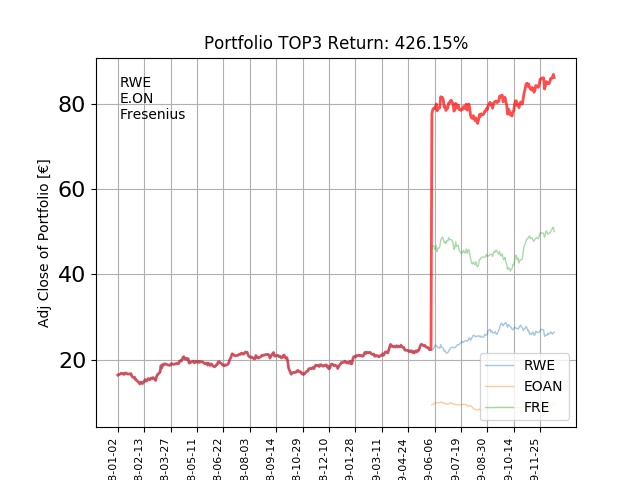 Portfolio TOP3 Return: 426.15%
RWE
E.ON
Fresenius
Adj Close of Portfolio [€]
80
60
40
20
RWE
EOAN
FRE
8-01-02
8-02-13
8-03-27
8-05-11
8-06-22
8-08-03
8-09-14
8-10-29
8-12-10
9-01-28
9-03-11
9-04-24
9-06-06
9-07-19
9-08-30
9-10-14
9-11-25